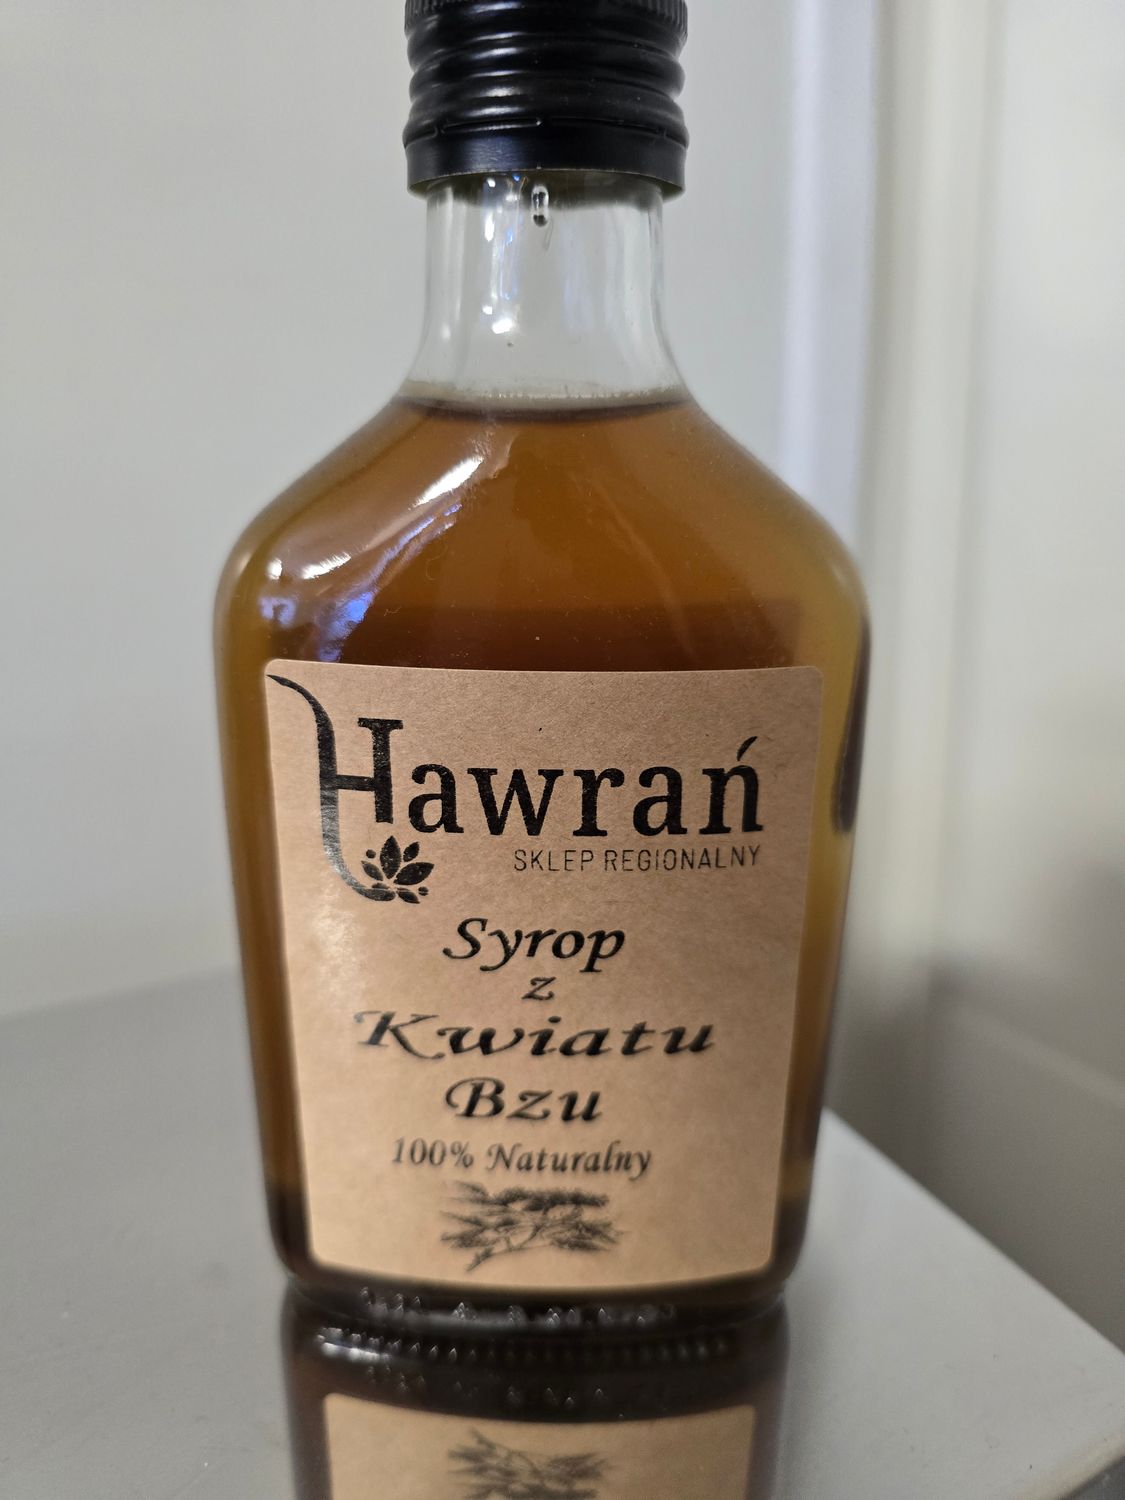 Hawrań
SKLEP REGIONALNY
Syrop
z
Kwiatu
Bzu
100% Naturalny